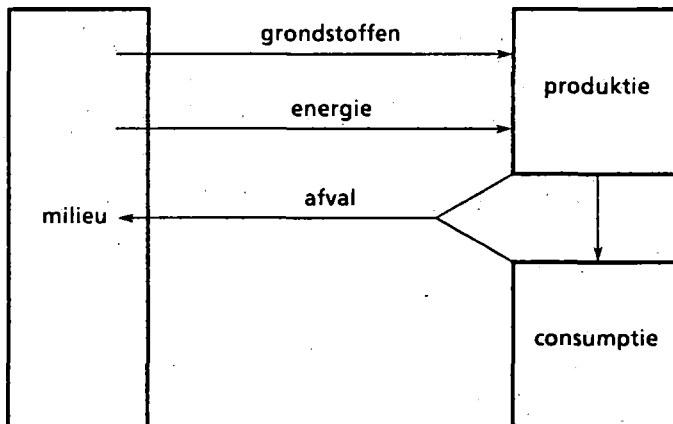 grondstoffen
produktie
energie
afval
milieu
consumptie